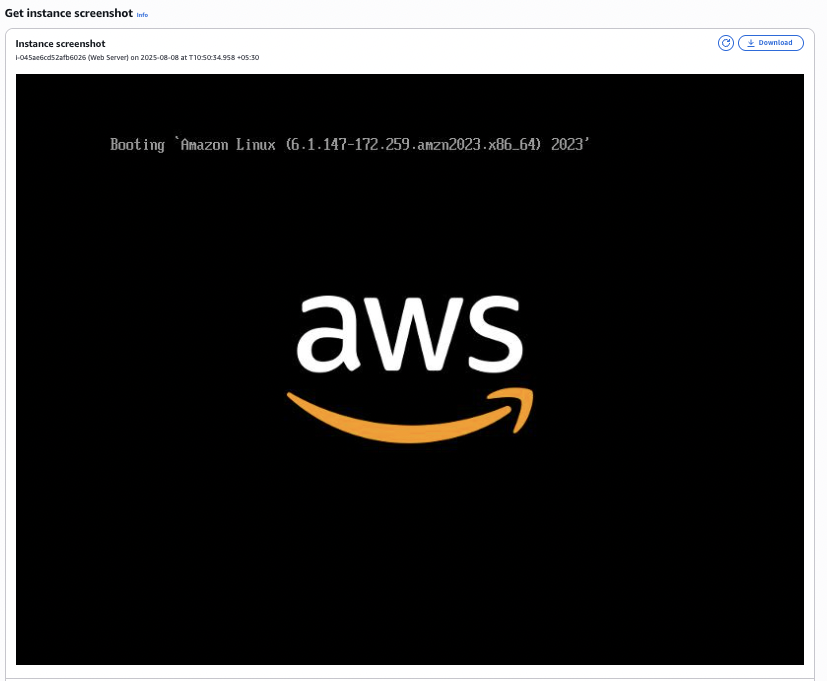 Get instance screenshot Info
Instance screenshot
Download
i-045ae6cd52afb6026 (Web Server) on 2025-08-08 at T10:50:34.958 +05:30
Booting `Amazon Linux (6.1.147-172.259.amzn2023.x86_64) 2023'
aws